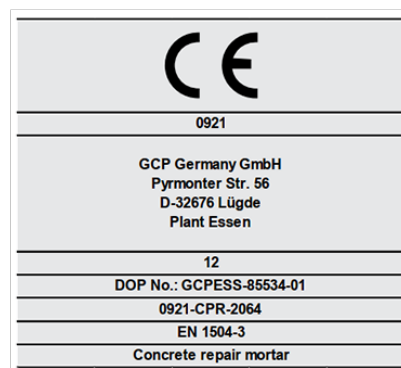 CE
0921
GCP Germany GmbH
Pyrmonter Str. 56
D-32676 Lügde
Plant Essen
12
DOP No.: GCPESS-85534-01
0921-CPR-2064
EN 1504-3
Concrete repair mortar